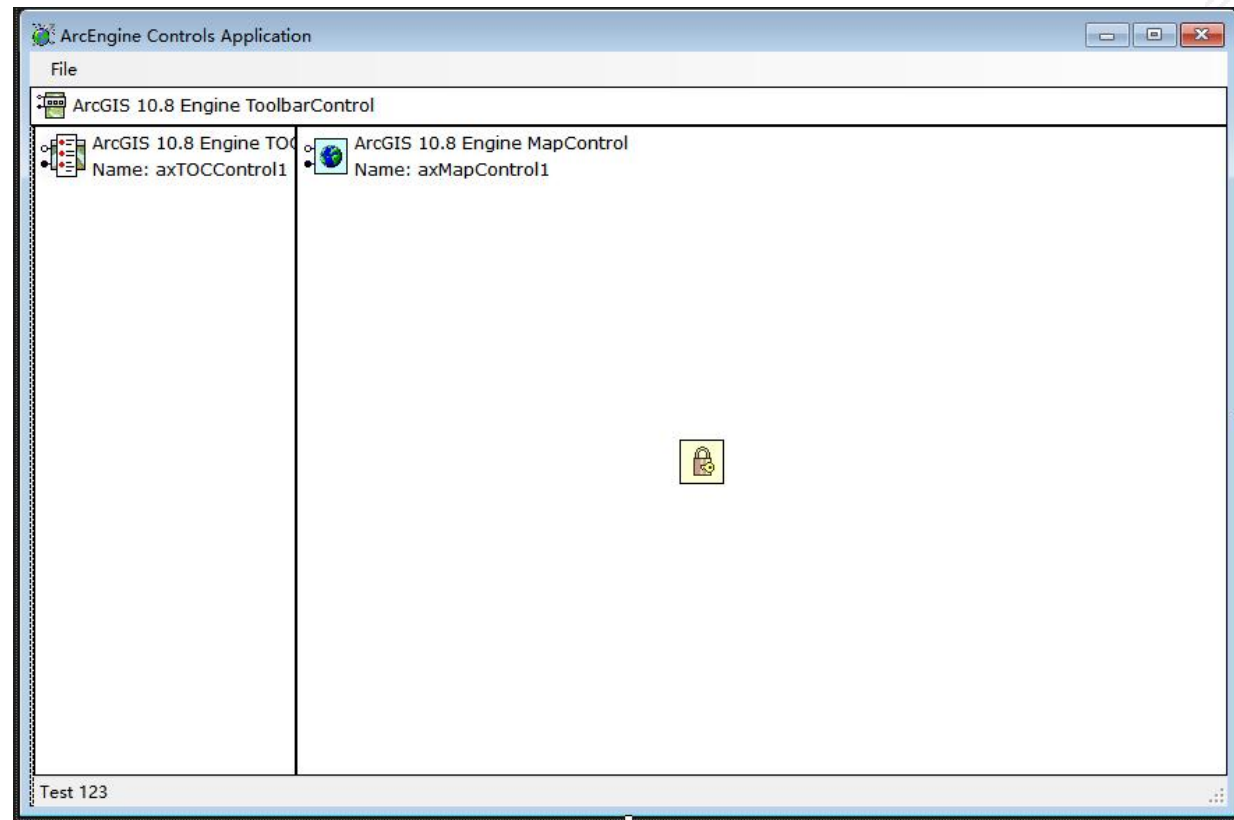 ArcEngine Controls Application
File
ArcGIS 10.8 Engine ToolbarControl
ArcGIS 10.8 Engine TOC
Name: axTOCControl1
ArcGIS 10.8 Engine MapControl
Name: axMapControl1
Test 123